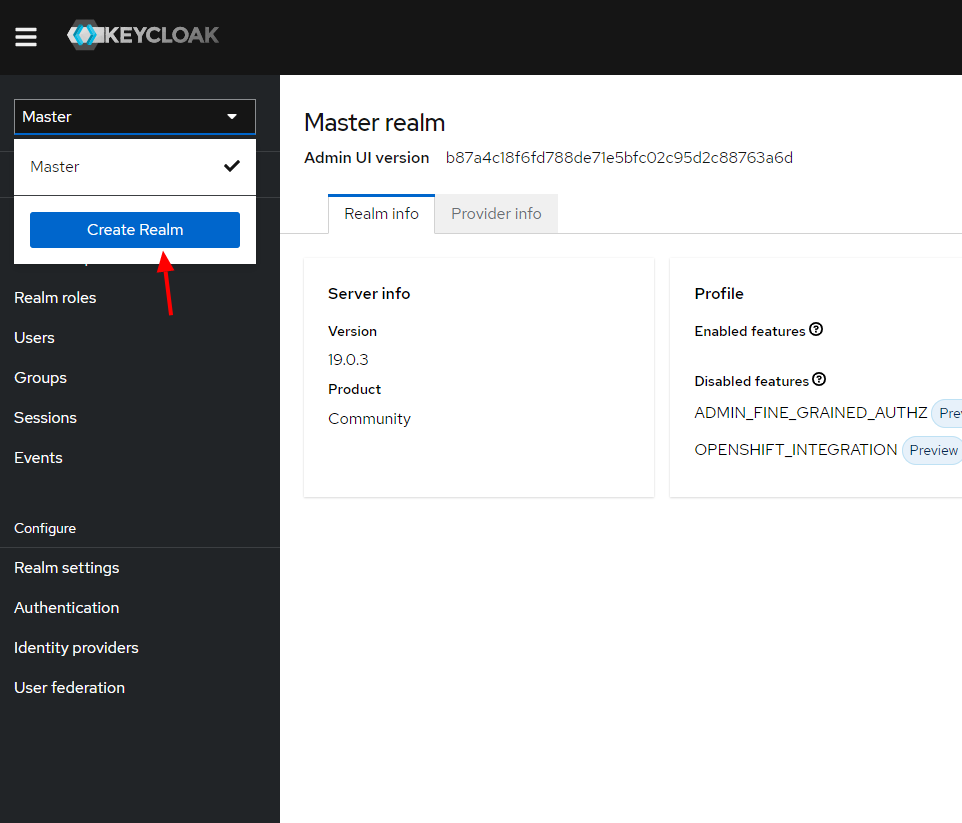 KEYCLOAK
Master
Master
Create Realm
Realm roles
Users
Groups
Sessions
Events
Configure
Realm settings
Authentication
Identity providers
User federation
Master realm
Admin UI version b87a4c18f6fd788de71e5bfc02c95d2c88763a6d
Realm info Provider info
Server info
Version
19.0.3
Product
Community
Profile
Enabled features
Disabled features
ADMIN_FINE_GRAINED_AUTHZ
OPENSHIFT_INTEGRATION Preview